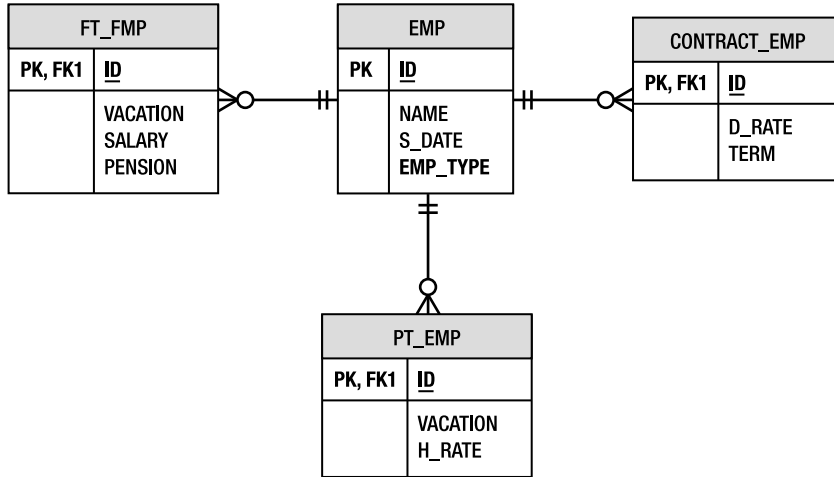 FT_FMP
PK, FK1 ID
VACATION
SALARY
PENSION
EMP
PK ID
NAME
S_DATE
EMP_TYPE
CONTRACT_EMP
PK, FK1 ID
D_RATE
TERM
PT_EMP
PK, FK1 ID
VACATION
H_RATE